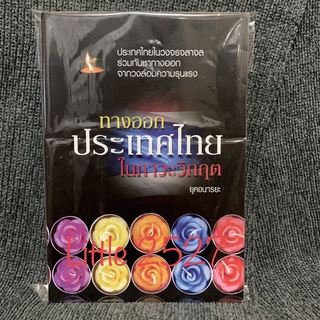 ประเทศไทยในวงจรจลาจล
ร่วมกันหาทางออก
จากวงล้อมความรุนแรง
ทางออก
ประเทศไทย
ในภาวะวิกฤต
ยุคอนารยะ
Little